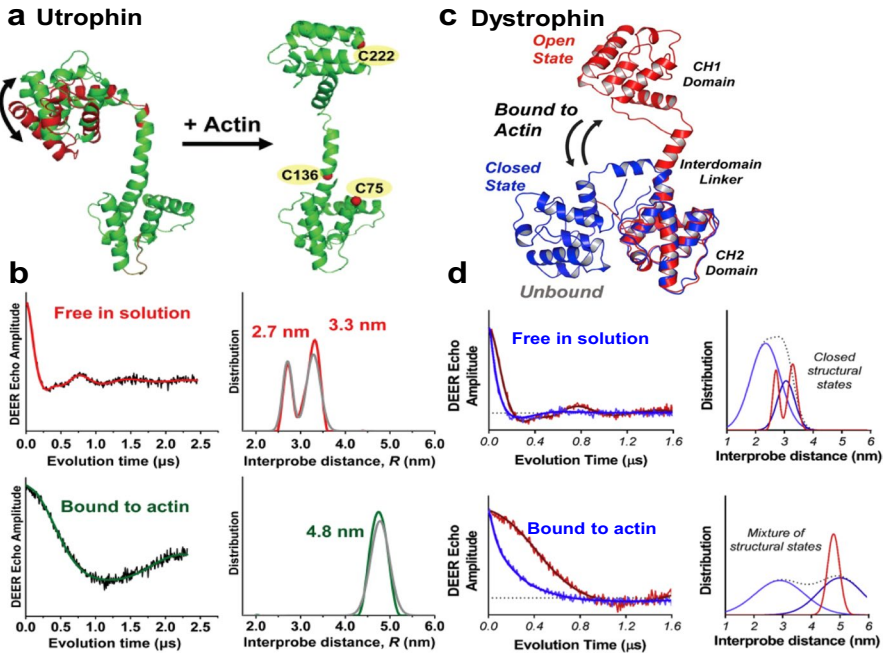 a Utrophin
C222
+ Actin
C136
C75
b
Free in solution
DEER Echo Amplitude
0.0 0.5 1.0 1.5 2.0 2.5
Evolution time (µs)
2.7 nm
3.3 nm
Distribution
2.0 3.0 4.0 5.0 6.0
Interprobe distance, R (nm)
Bound to actin
DEER Echo Amplitude
0.0 0.5 1.0 1.5 2.0 2.5
Evolution time (µs)
4.8 nm
Distribution
2.0 3.0 4.0 5.0 6.0
Interprobe distance, R (nm)
c Dystrophin
Open
State
CH1
Domain
Bound to
Actin
Closed
State
Interdomain
Linker
CH2
Domain
Unbound
d
Free in solution
DEER Echo
Amplitude
0.0 0.4 0.8 1.2 1.6
Evolution Time (µs)
Closed
structural
states
Distribution
1 2 3 4 5 6
Interprobe distance (nm)
Bound to actin
DEER Echo
Amplitude
0.0 0.4 0.8 1.2 1.6
Evolution Time (µs)
Mixture of
structural states
Distribution
1 2 3 4 5 6
Interprobe distance (nm)